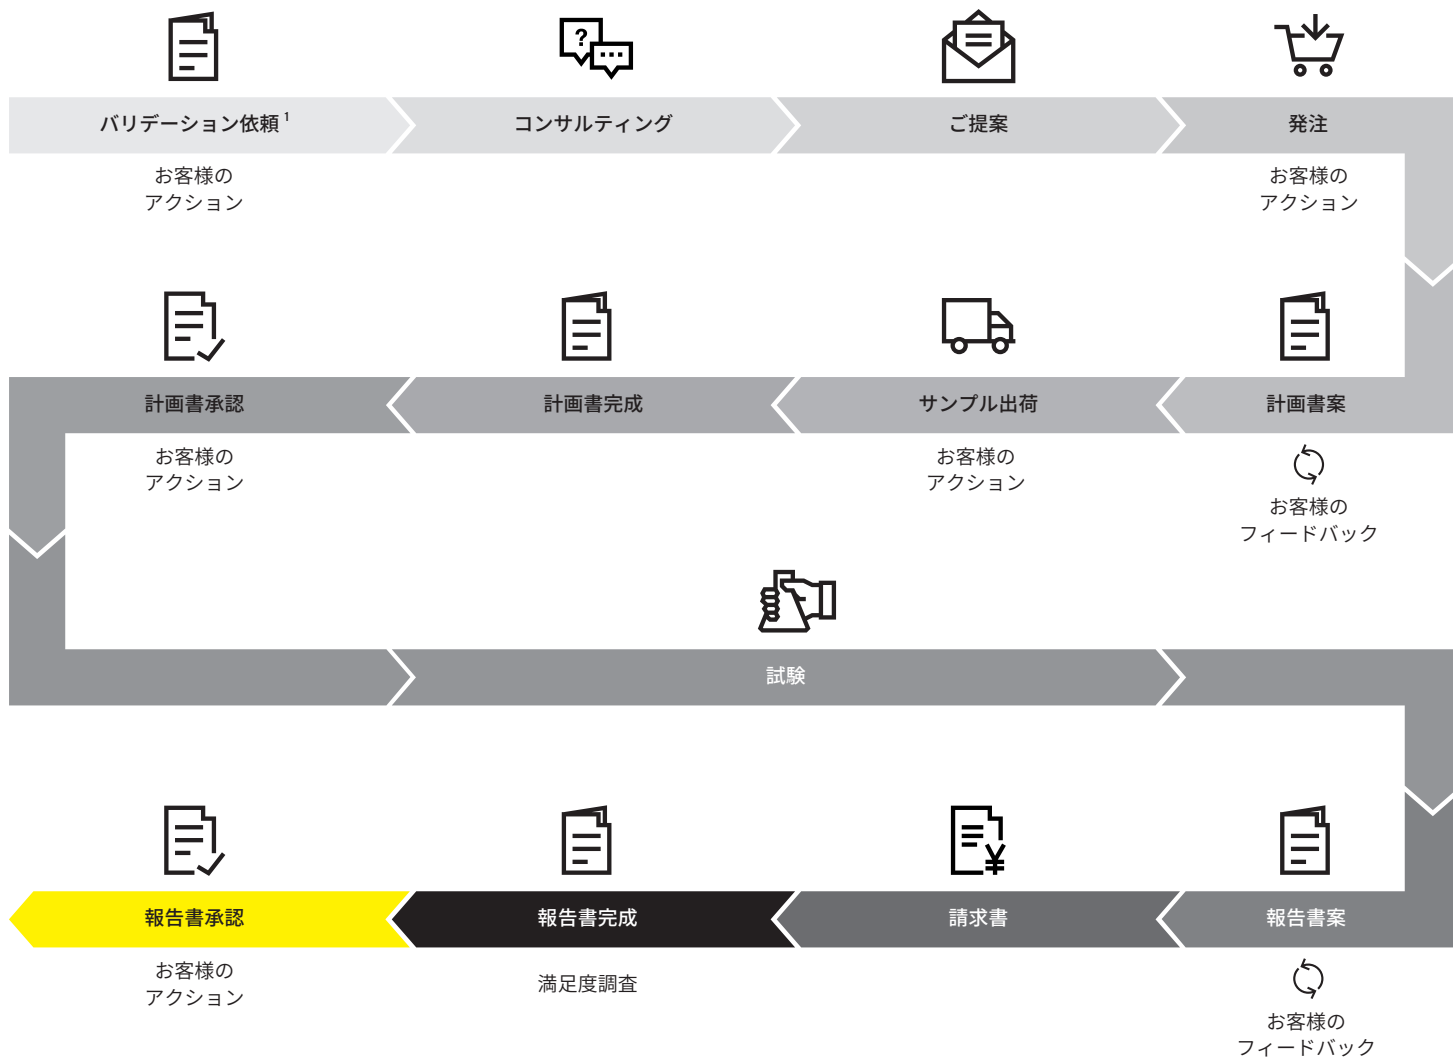 バリデーション依頼 1
コンサルティング
ご提案
発注
お客様の
アクション
お客様の
アクション
計画書承認
計画書完成
サンプル出荷
計画書案
お客様の
アクション
お客様の
アクション
お客様の
フィードバック
試験
報告書承認
報告書完成
請求書
報告書案
お客様の
アクション
満足度調査
お客様の
フィードバック